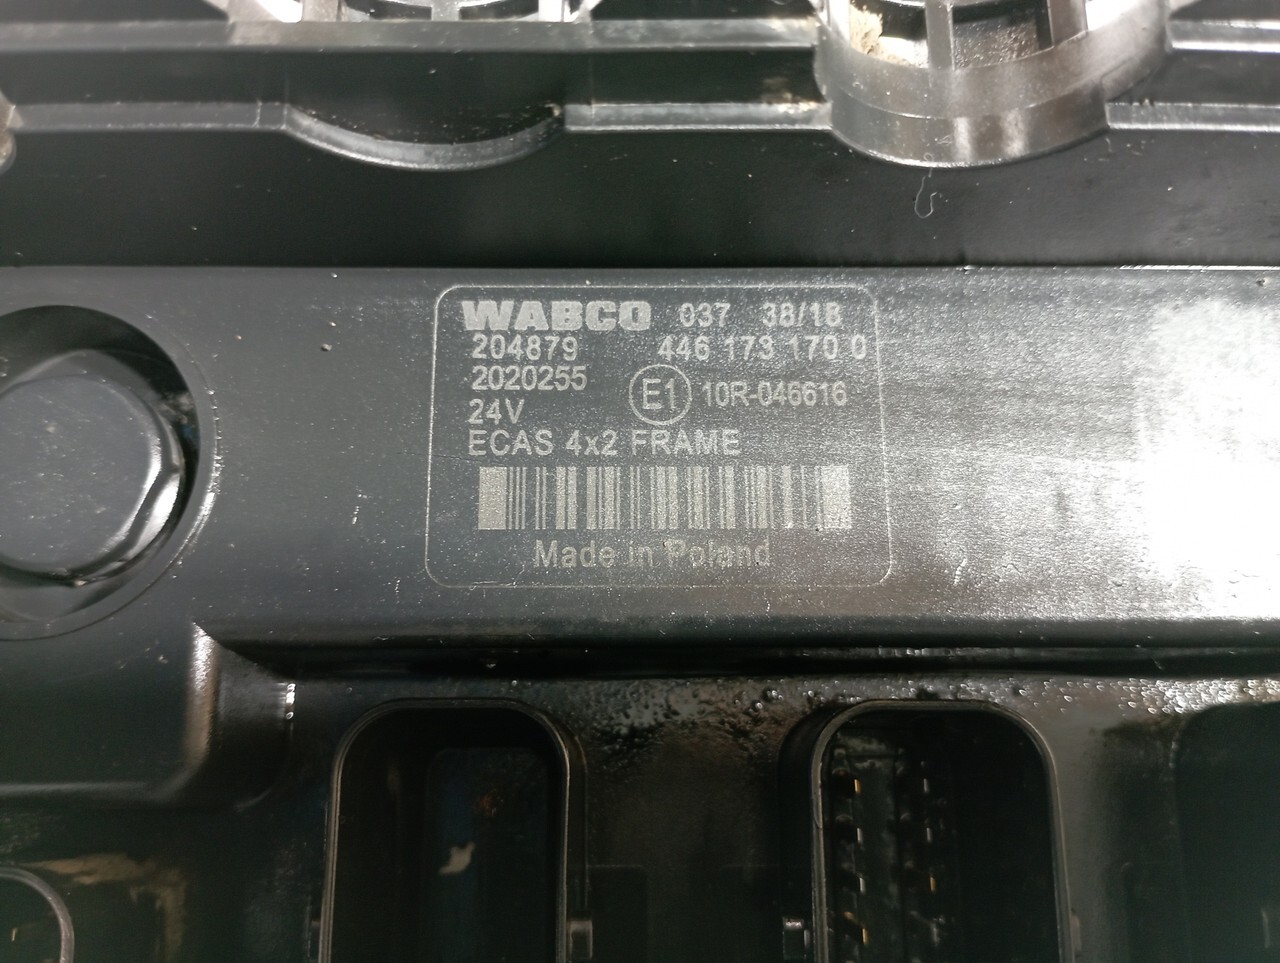 WABCO 037 38/18
204879 446 173 170 0
2020255 E1 10R-046616
24V
ECAS 4x2 FRAME
Made in Poland